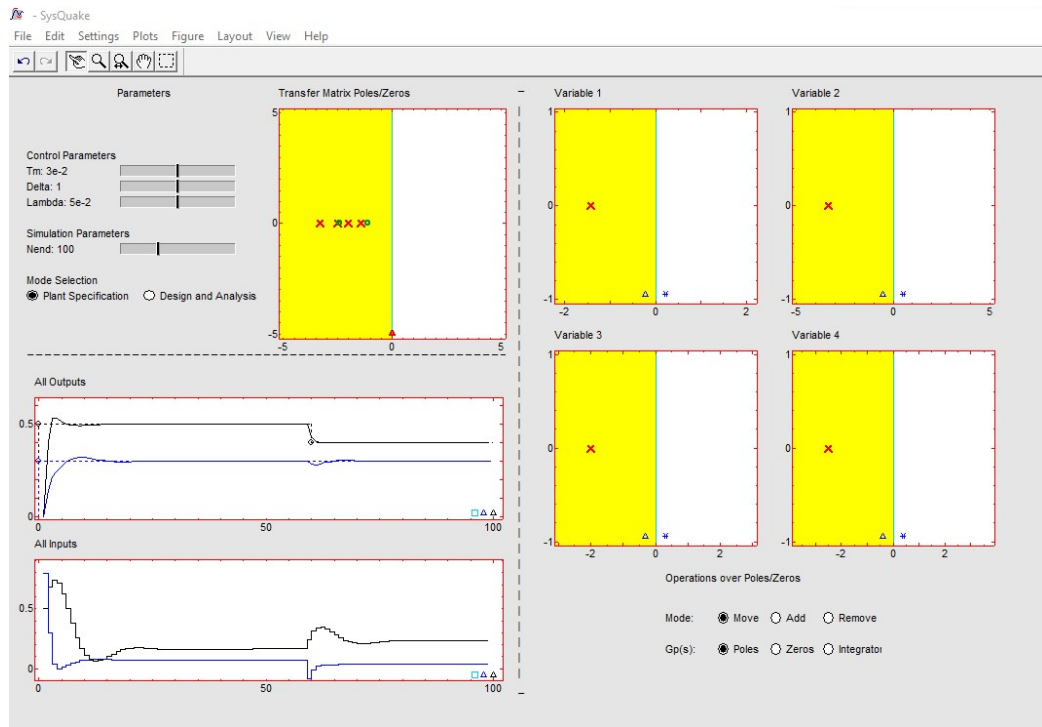 - SysQuake
File Edit Settings Plots Figure Layout View Help
Parameters
Control Parameters
Tm: 3e-2
Delta: 1
Lambda: 5e-2
Simulation Parameters
Nend: 100
Mode Selection
Plant Specification Design and Analysis
Transfer Matrix Poles/Zeros
5
0
-5
-5 0 5
All Outputs
0.5
0
0 50 100
All Inputs
0.5
0
0 50 100
Variable 1
1
0
-1
-2 0 2
Variable 2
1
0
-1
-5 0 5
Variable 3
1
0
-1
-2 0 2
Variable 4
1
0
-1
-2 0 2
Operations over Poles/Zeros
Mode: Move Add Remove
Gp(s): Poles Zeros Integrator